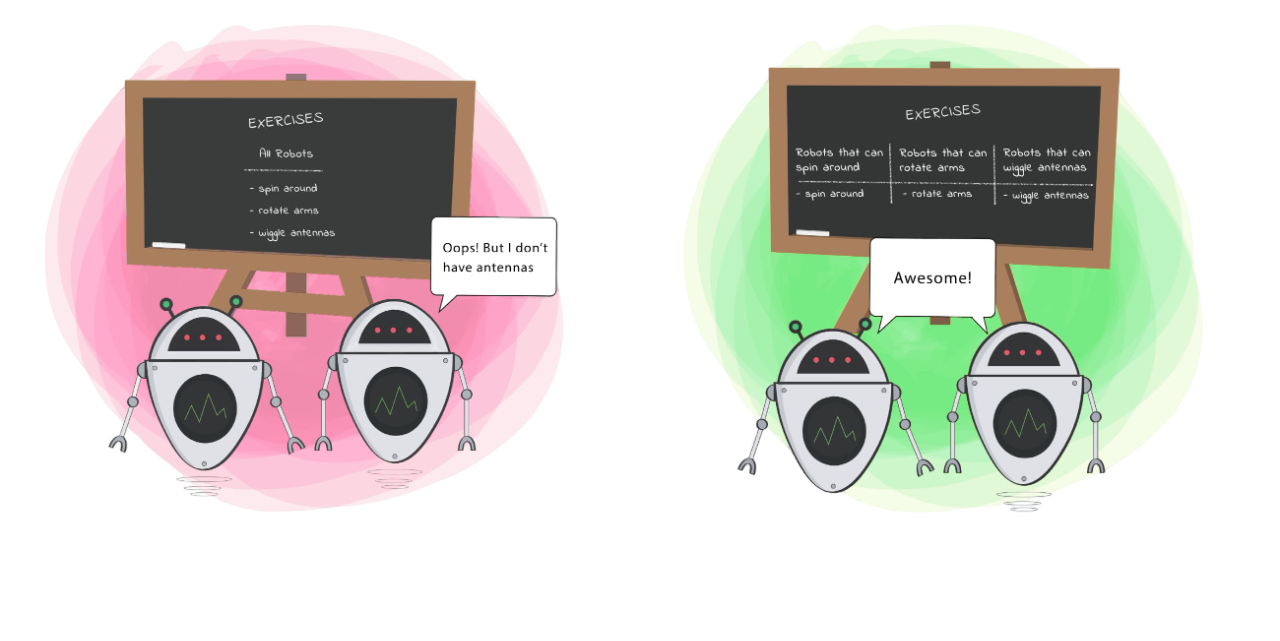 EXERCISES
All Robots
- spin around
- rotate arms
- wiggle antennas
Oops! But I don't
have antennas
EXERCISES
Robots that can
spin around
- spin around
Robots that can
rotate arms
- rotate arms
Robots that can
wiggle antennas
- wiggle antennas
Awesome!